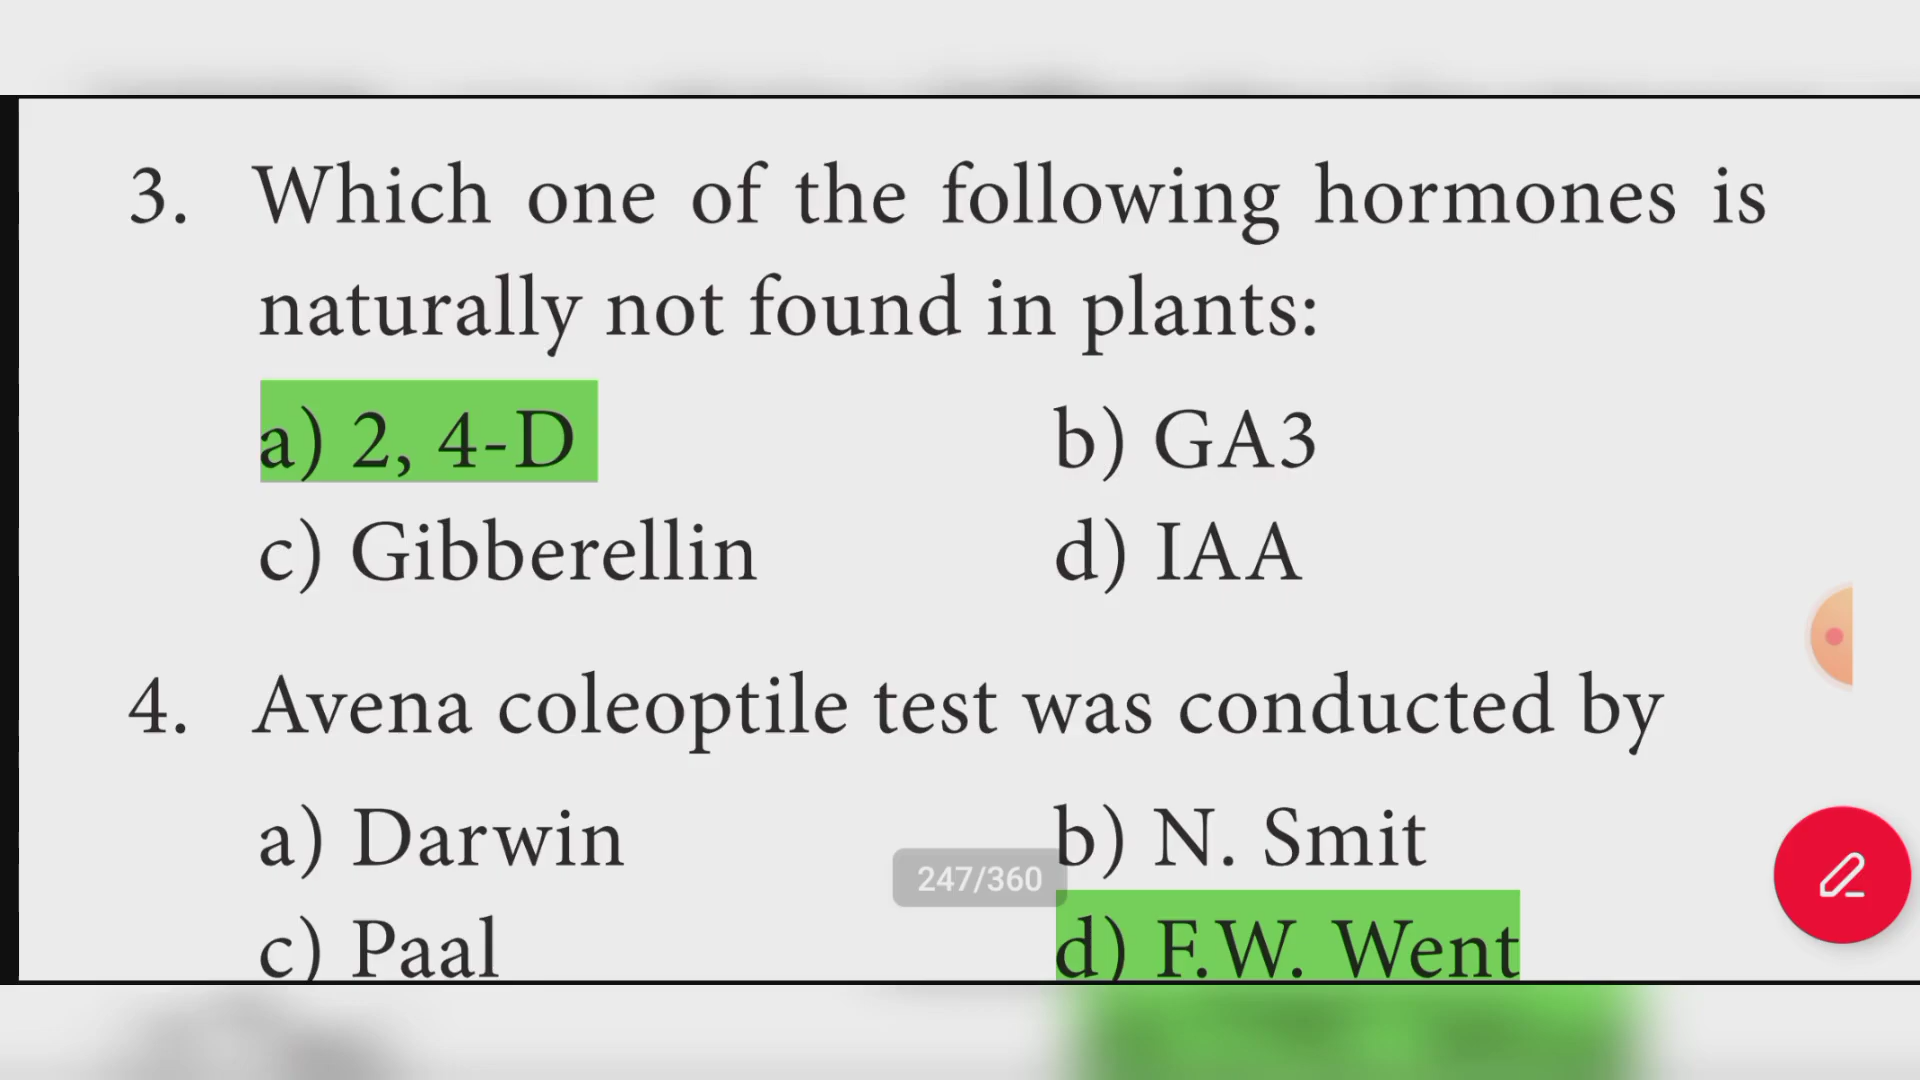 3. Which one of the following hormones is
naturally not found in plants:
a) 2, 4-D b) GA3
c) Gibberellin d) IAA
4. Avena coleoptile test was conducted by
a) Darwin b) N. Smit
247/360
c) Paal d) F.W. Went